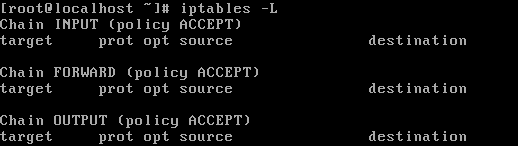 [root@localhost ~]# iptables -L
Chain INPUT (policy ACCEPT)
target     prot opt source               destination

Chain FORWARD (policy ACCEPT)
target     prot opt source               destination

Chain OUTPUT (policy ACCEPT)
target     prot opt source               destination